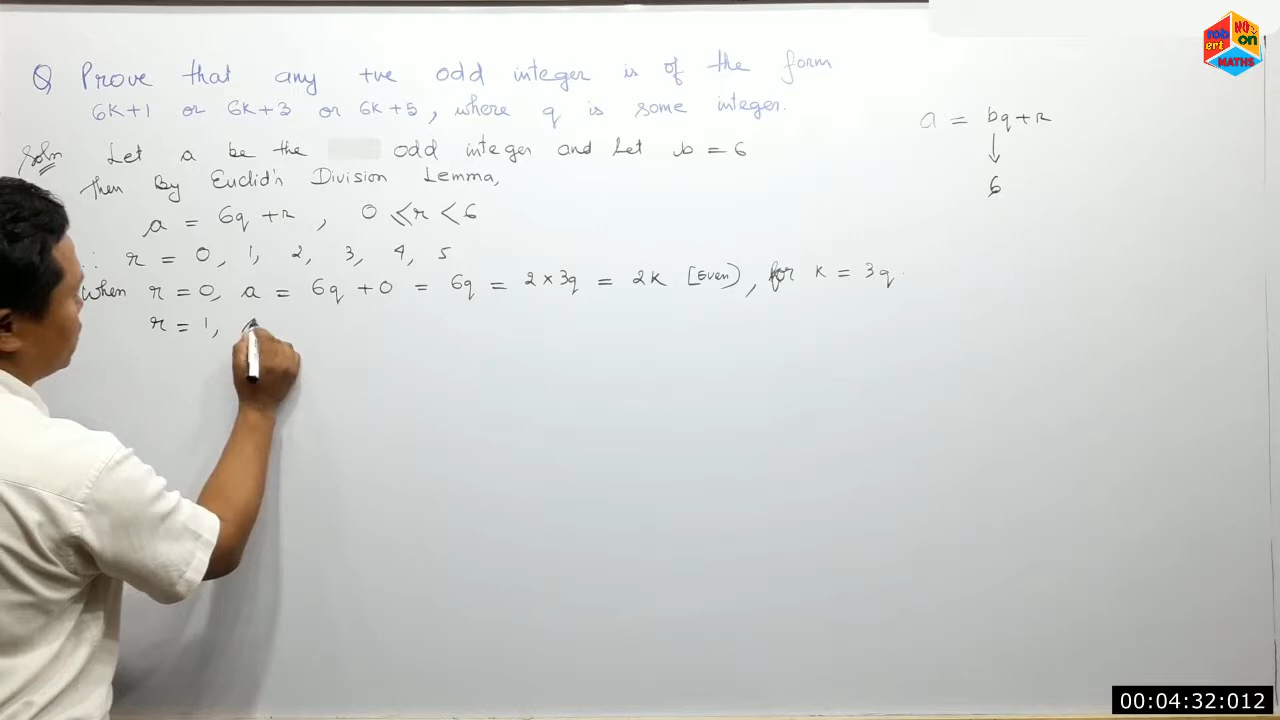 Q Prove that any +ve odd integer is of the form
6K+1 or 6K+3 or 6K+5, where q is some integer.
Soln Let a be the odd integer and Let b = 6
then By Euclid's Division Lemma,
a = 6q + r , 0 ≤ r < 6
∴ r = 0, 1, 2, 3, 4, 5
When r = 0, a = 6q + 0 = 6q = 2 × 3q = 2K [Even), for K = 3q.
r = 1,
a = bq + r
6
robert NONGON MATHS
00:04:32:012